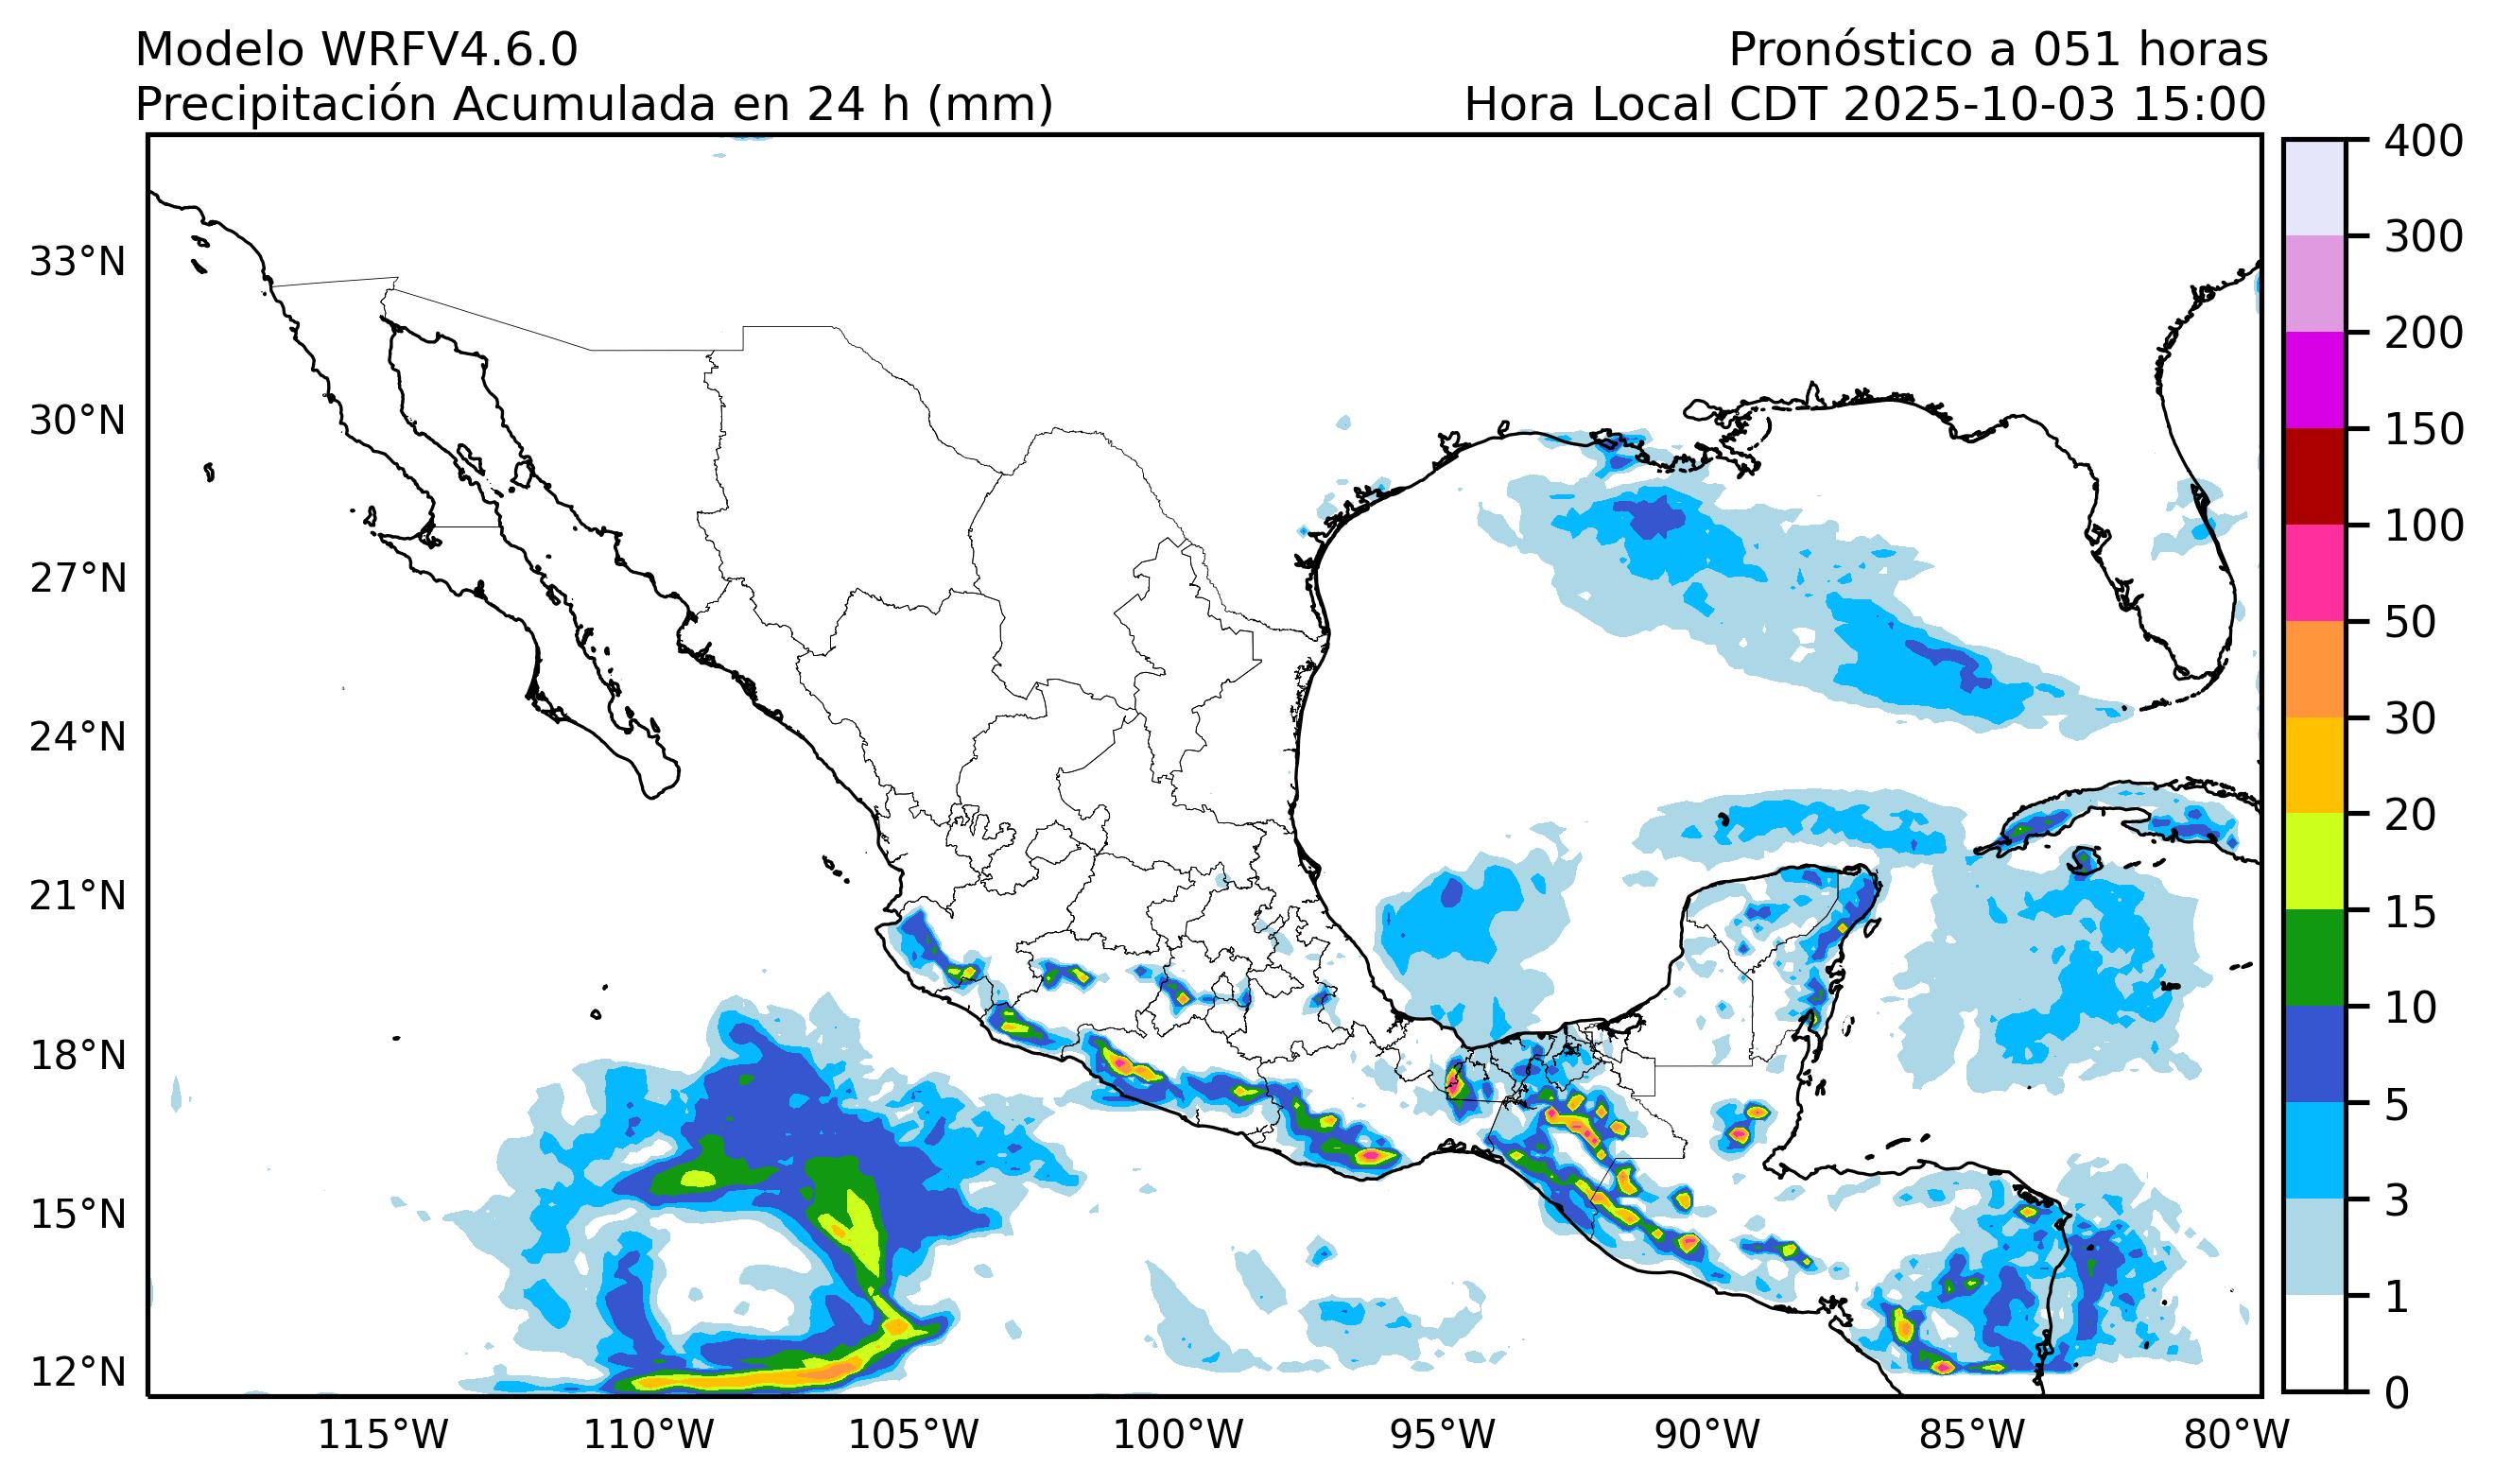 Modelo WRFV4.6.0
Pronóstico a 051 horas
Precipitación Acumulada en 24 h (mm)
Hora Local CDT 2025-10-03 15:00
33°N
30°N
27°N
24°N
21°N
18°N
15°N
12°N
115°W
110°W
105°W
100°W
95°W
90°W
85°W
80°W
400
300
200
150
100
50
30
20
15
10
5
3
1
0